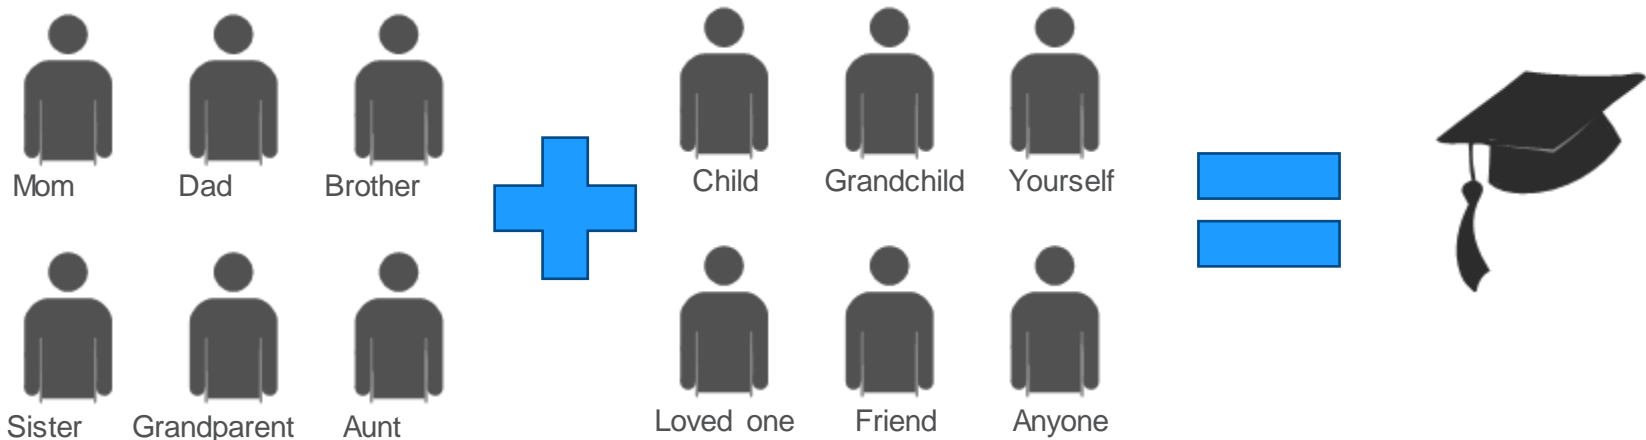 Mom Dad Brother
Child Grandchild Yourself
Sister Grandparent Aunt
Loved one Friend Anyone